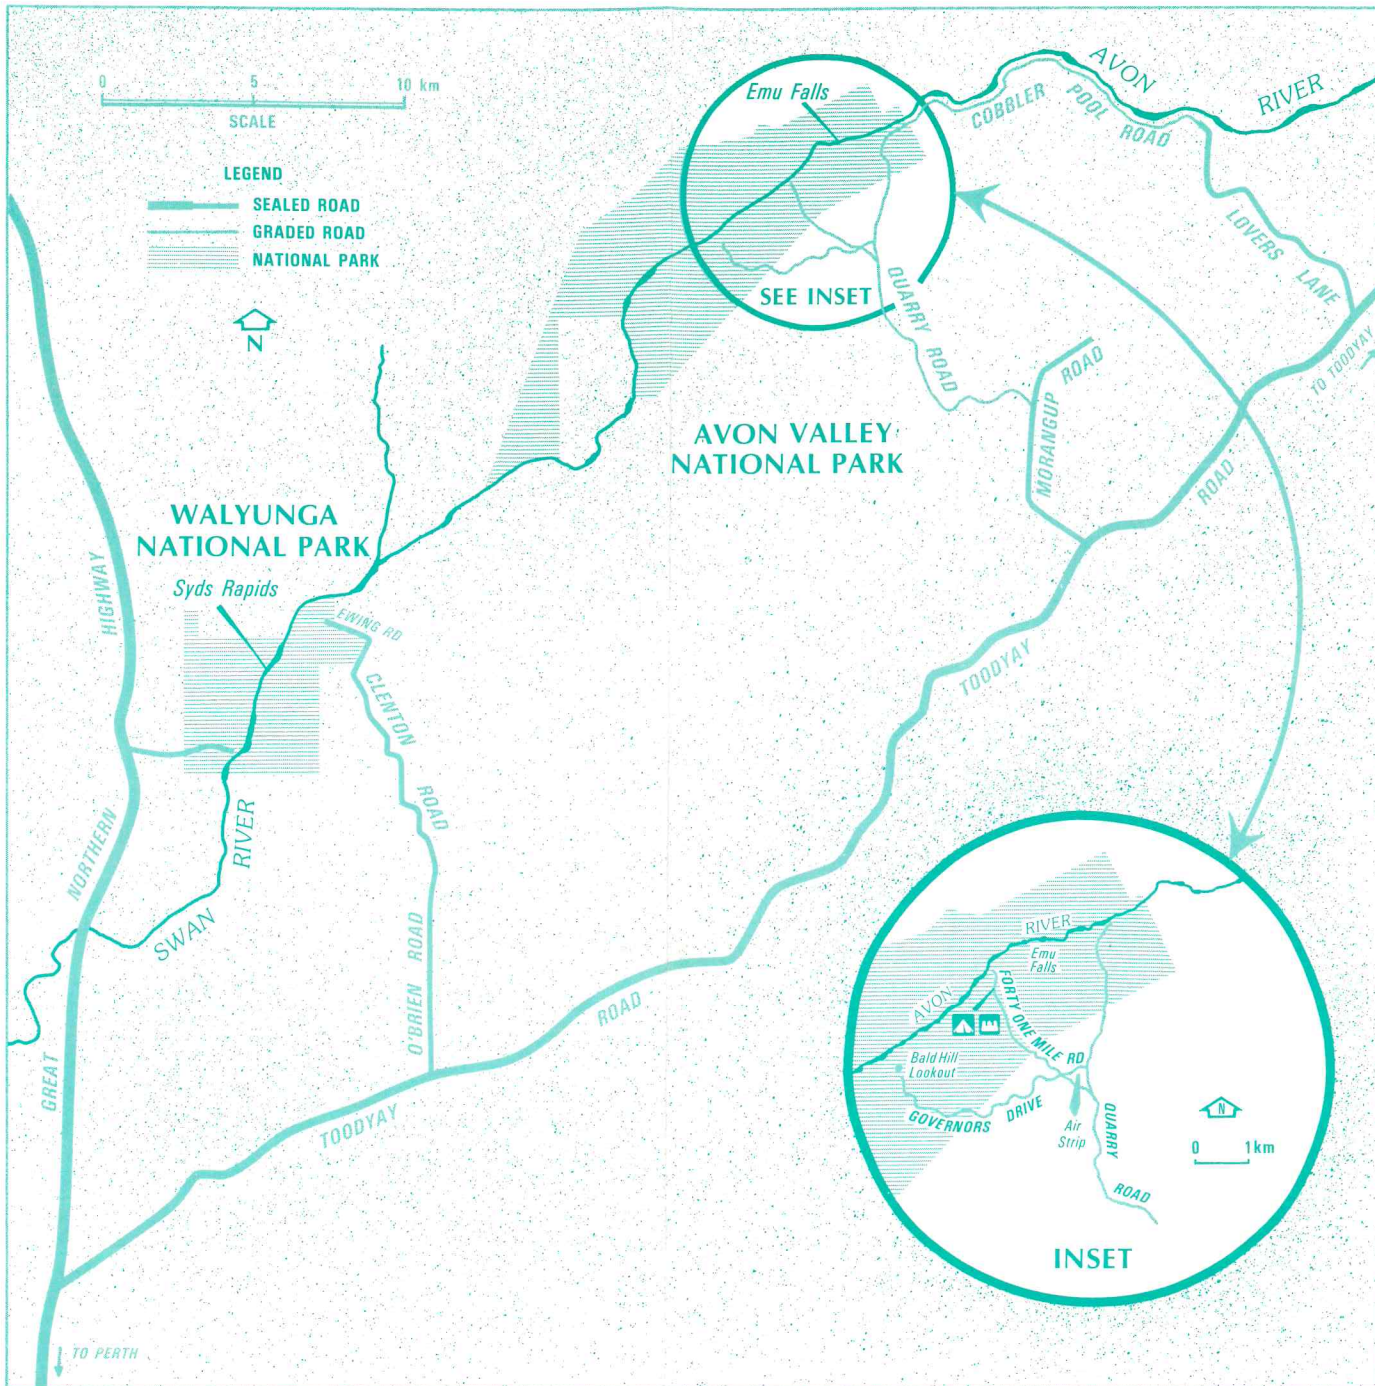 0 5 10 km
SCALE
LEGEND
SEALED ROAD
GRADED ROAD
NATIONAL PARK
N
Emu Falls
AVON
RIVER
COBBLER POOL ROAD
LOVERS LANE
SEE INSET
QUARRY ROAD
TO TOODYAY
MORANGUP ROAD
ROAD
AVON VALLEY
NATIONAL PARK
WALYUNGA
NATIONAL PARK
Syds Rapids
EWING RD
CLENTON
ROAD
TOODYAY
HIGHWAY
NORTHERN
GREAT
RIVER
SWAN
O'BRIEN ROAD
ROAD
TOODYAY
TO PERTH
RIVER
Emu
Falls
AVON
FORTY ONE MILE RD
Bald Hill
Lookout
GOVERNORS DRIVE
Air
Strip
QUARRY
ROAD
N
0 1 km
INSET